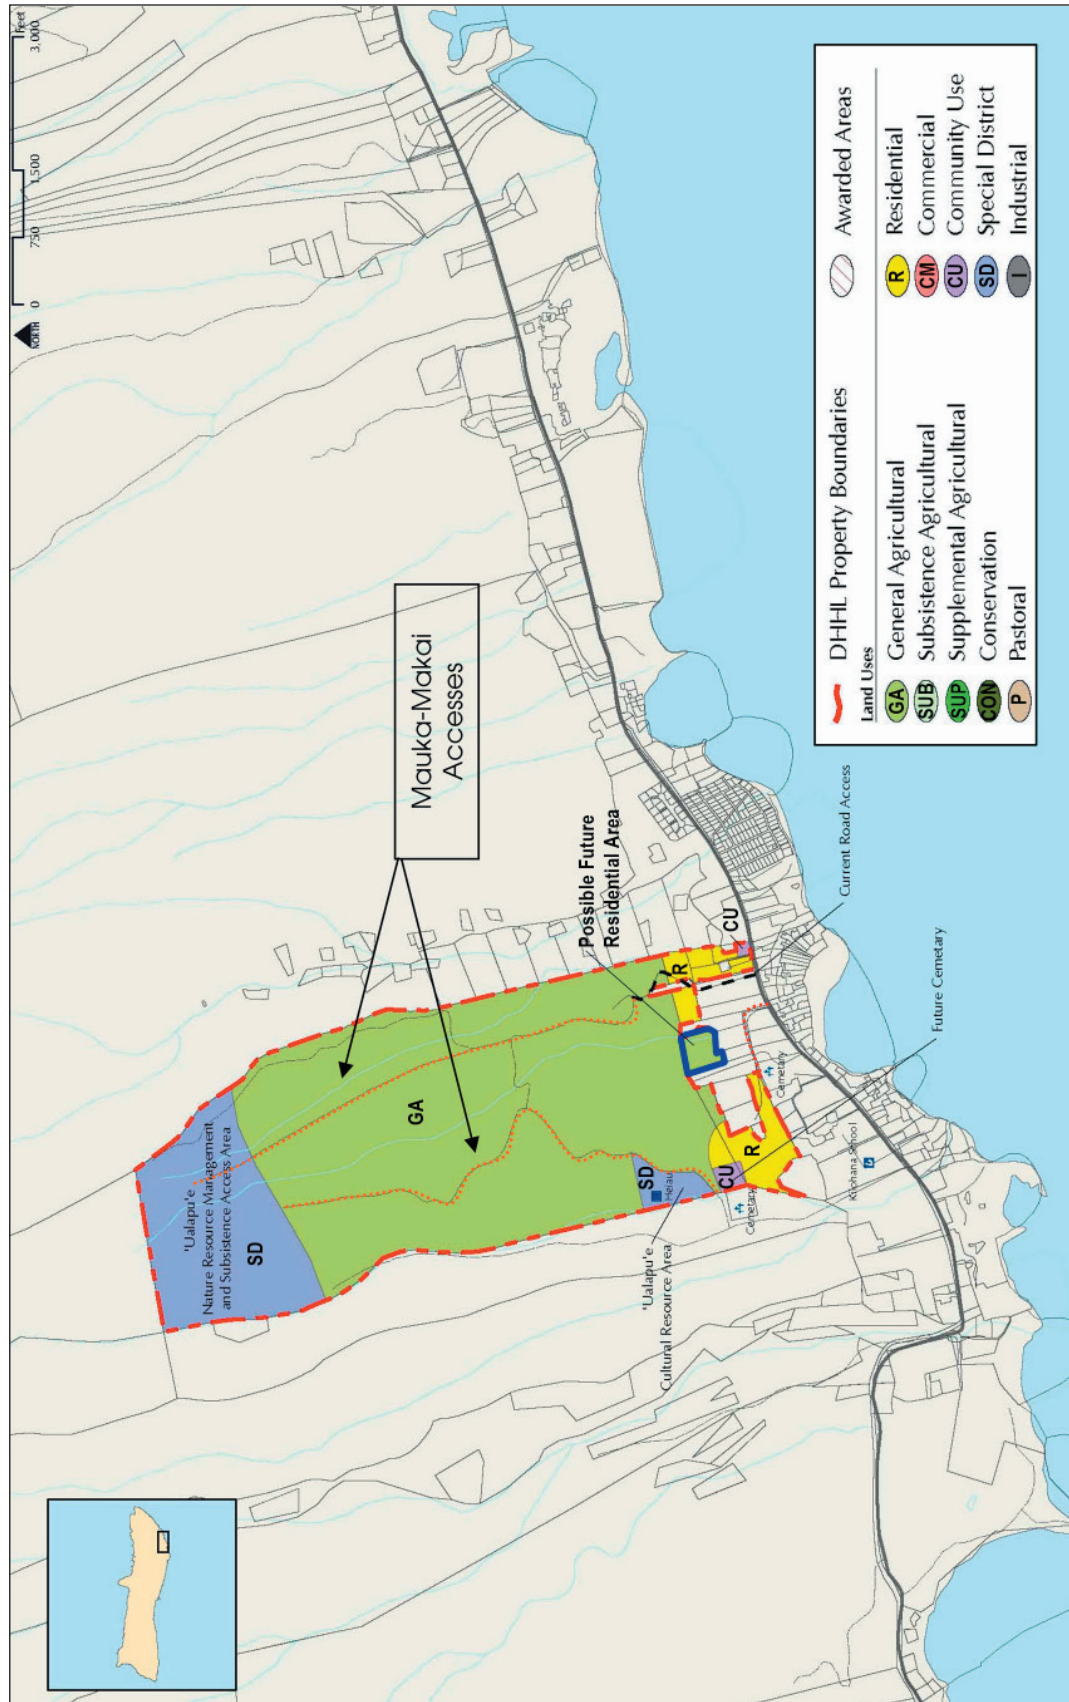 Feet
0
750
1,500
3,000
NORTH
Mauka-Makai
Accesses
'Ualapu'e
Nature Resource Management
and Subsistence Access Area
SD
GA
Possible Future
Residential Area
SD
Heiau
'Ualapu'e
Cultural Resource Area
CU
Cemetary
R
Cemetary
R
CU
Kilohana School
Current Road Access
Future Cemetary
DHHL Property Boundaries
Awarded Areas
Land Uses
GA General Agricultural
SUB Subsistence Agricultural
SUP Supplemental Agricultural
CON Conservation
P Pastoral
R Residential
CM Commercial
CU Community Use
SD Special District
I Industrial